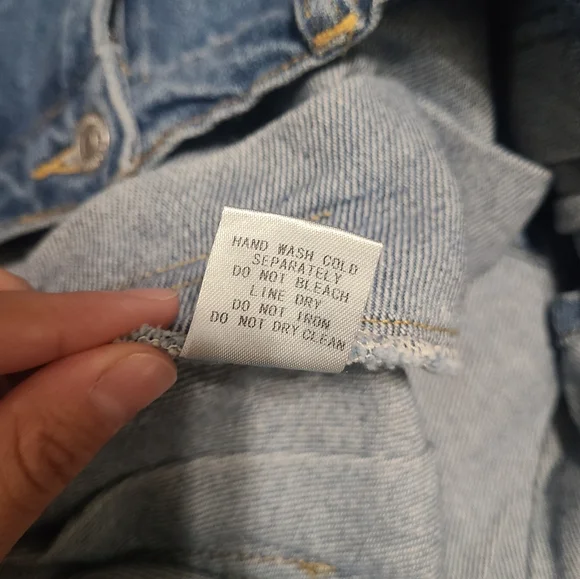 HAND WASH COLD
SEPARATELY
DO NOT BLEACH
LINE DRY
DO NOT IRON
DO NOT DRY CLEAN